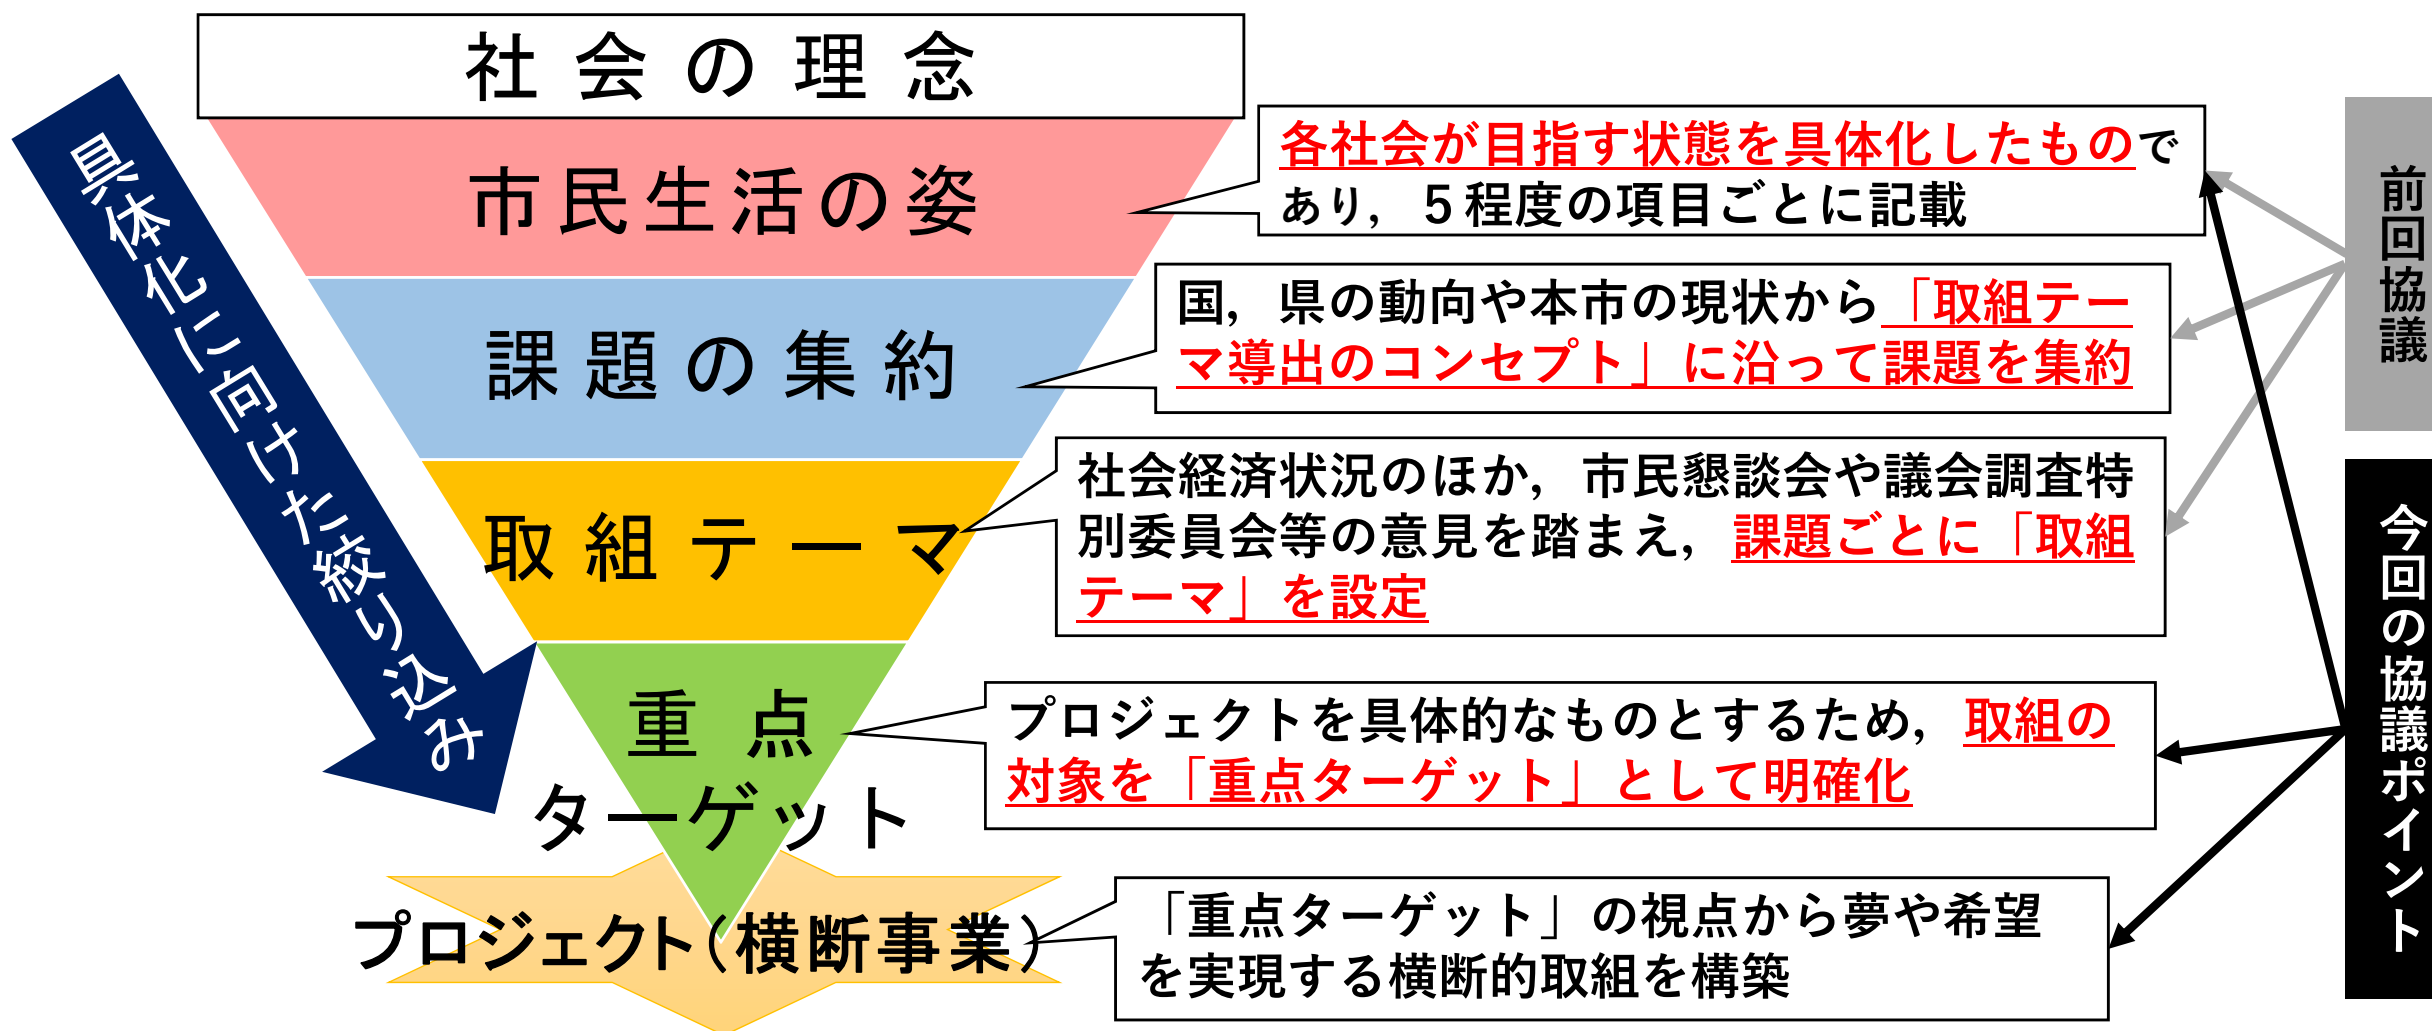 社会の理念
具体化に向けた絞り込み
市民生活の姿
各社会が目指す状態を具体化したもので
あり，５程度の項目ごとに記載
課題の集約
国，県の動向や本市の現状から「取組テー
マ導出のコンセプト」に沿って課題を集約
取組テーマ
社会経済状況のほか，市民懇談会や議会調査特
別委員会等の意見を踏まえ，課題ごとに「取組
テーマ」を設定
重点
ターゲット
プロジェクトを具体的なものとするため，取組の
対象を「重点ターゲット」として明確化
プロジェクト（横断事業）
「重点ターゲット」の視点から夢や希望
を実現する横断的取組を構築
前回協議
今回の協議ポイント